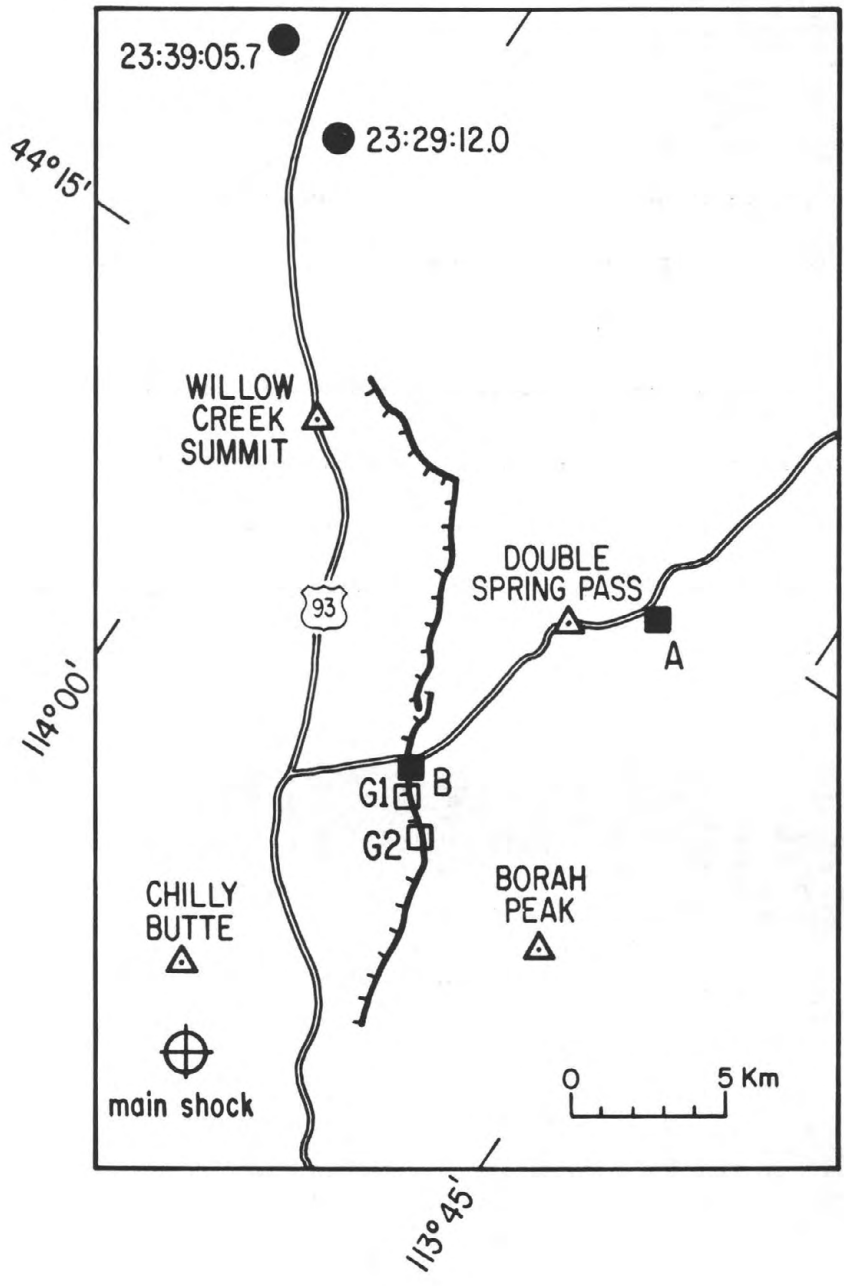 23:39:05.7
23:29:12.0
44°15'
WILLOW
CREEK
SUMMIT
DOUBLE
SPRING PASS
93
A
114°00'
B
G1
G2
CHILLY
BUTTE
BORAH
PEAK
main shock
0 5 Km
113°45'